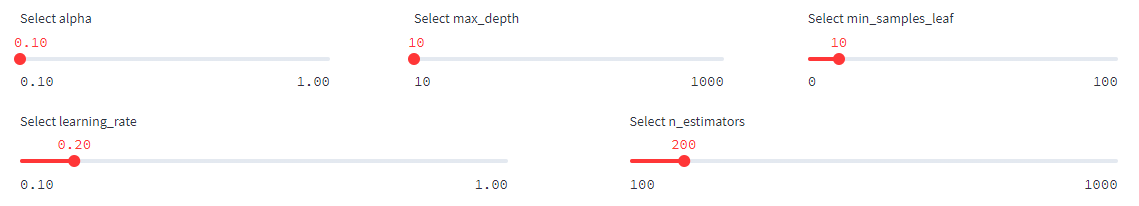 Select alpha
0.10
0.10 1.00
Select max_depth
10
10 1000
Select min_samples_leaf
10
0 100
Select learning_rate
0.20
0.10 1.00
Select n_estimators
200
100 1000